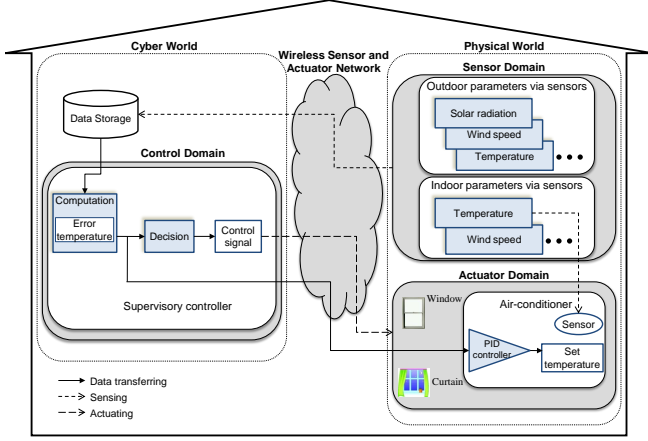 Cyber World
Wireless Sensor and
Actuator Network
Physical World
Sensor Domain
Outdoor parameters via sensors
Solar radiation
Wind speed
Temperature
Data Storage
Control Domain
Computation
Error
temperature
Decision
Control
signal
Supervisory controller
Indoor parameters via sensors
Temperature
Wind speed
Actuator Domain
Window
Air-conditioner
Sensor
PID
controller
Set
temperature
Curtain
Data transferring
Sensing
Actuating